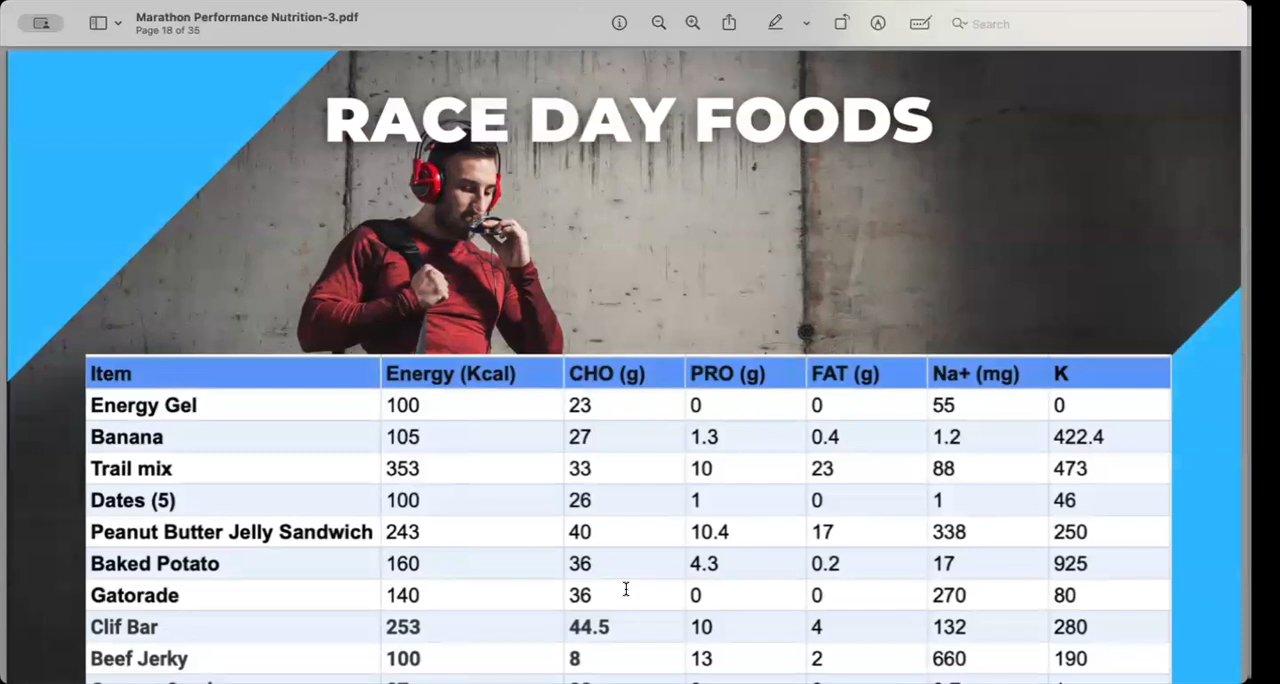 Marathon Performance Nutrition-3.pdf
Page 18 of 35
Search
RACE DAY FOODS
Item Energy (Kcal) CHO (g) PRO (g) FAT (g) Na+ (mg) K
Energy Gel 100 23 0 0 55 0
Banana 105 27 1.3 0.4 1.2 422.4
Trail mix 353 33 10 23 88 473
Dates (5) 100 26 1 0 1 46
Peanut Butter Jelly Sandwich 243 40 10.4 17 338 250
Baked Potato 160 36 4.3 0.2 17 925
Gatorade 140 36 0 0 270 80
Clif Bar 253 44.5 10 4 132 280
Beef Jerky 100 8 13 2 660 190